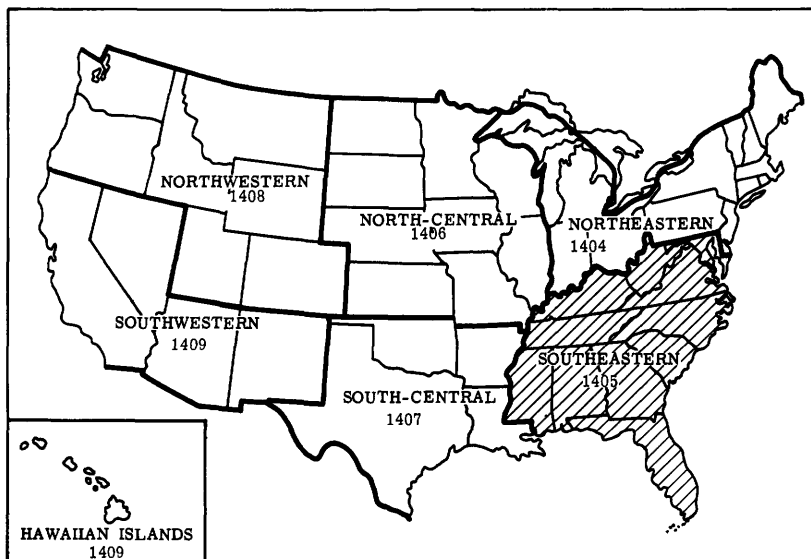 NORTHWESTERN
1408
NORTH-CENTRAL
1406
NORTHEASTERN
1404
SOUTHWESTERN
1409
SOUTHEASTERN
1405
SOUTH-CENTRAL
1407
HAWAIIAN ISLANDS
1409